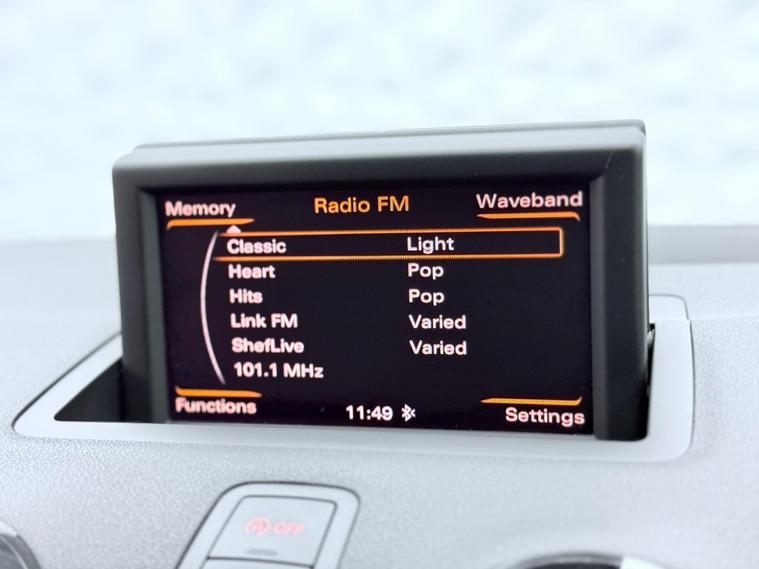 Memory Radio FM Waveband
Classic Light
Heart Pop
Hits Pop
Link FM Varied
ShefLive Varied
101.1 MHz
Functions 11:49 Settings
OFF